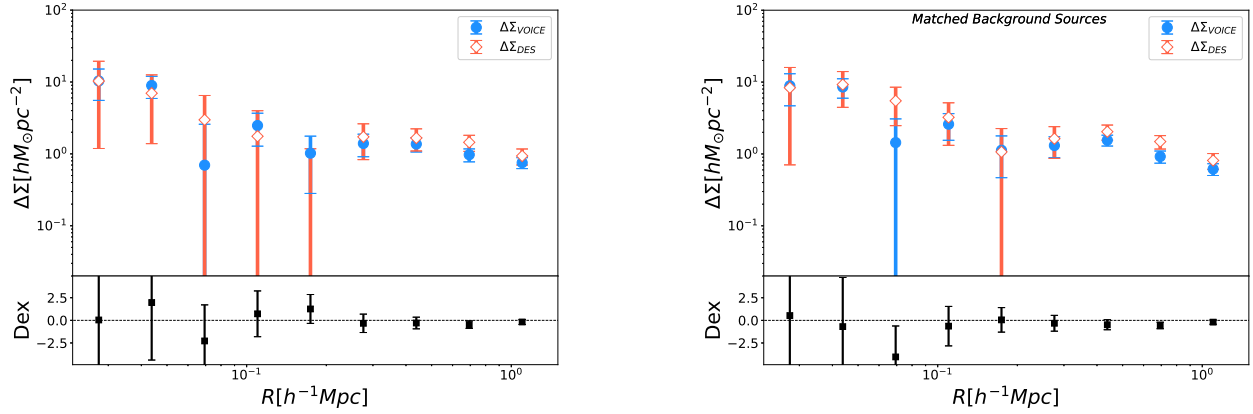 10²
ΔΣ_VOICE
ΔΣ_DES
10¹
10⁰
10⁻¹
ΔΣ[hM⊙pc⁻²]
2.5
0.0
−2.5
Dex
10⁻¹
10⁰
R[h⁻¹Mpc]
10²
Matched Background Sources
ΔΣ_VOICE
ΔΣ_DES
10¹
10⁰
10⁻¹
ΔΣ[hM⊙pc⁻²]
2.5
0.0
−2.5
Dex
10⁻¹
10⁰
R[h⁻¹Mpc]